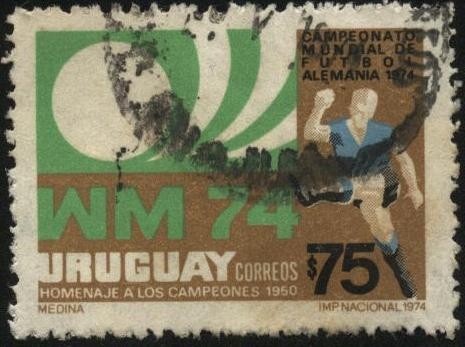 CAMPEONATO
MUNDIAL DE
FUTBOL
ALEMANIA 1974
WM 74
URUGUAY CORREOS
$75
HOMENAJE A LOS CAMPEONES 1950
MEDINA IMP NACIONAL 1974